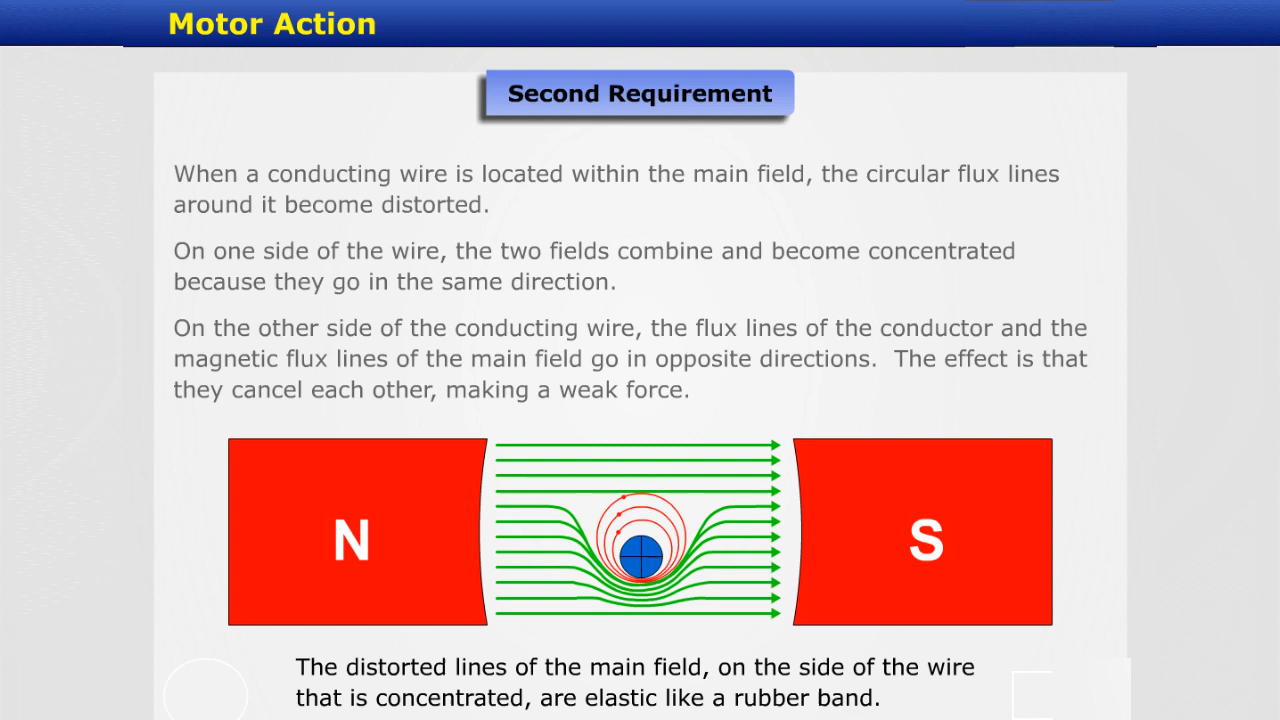 Motor Action
Second Requirement
When a conducting wire is located within the main field, the circular flux lines
around it become distorted.
On one side of the wire, the two fields combine and become concentrated
because they go in the same direction.
On the other side of the conducting wire, the flux lines of the conductor and the
magnetic flux lines of the main field go in opposite directions.  The effect is that
they cancel each other, making a weak force.
N
S
The distorted lines of the main field, on the side of the wire
that is concentrated, are elastic like a rubber band.